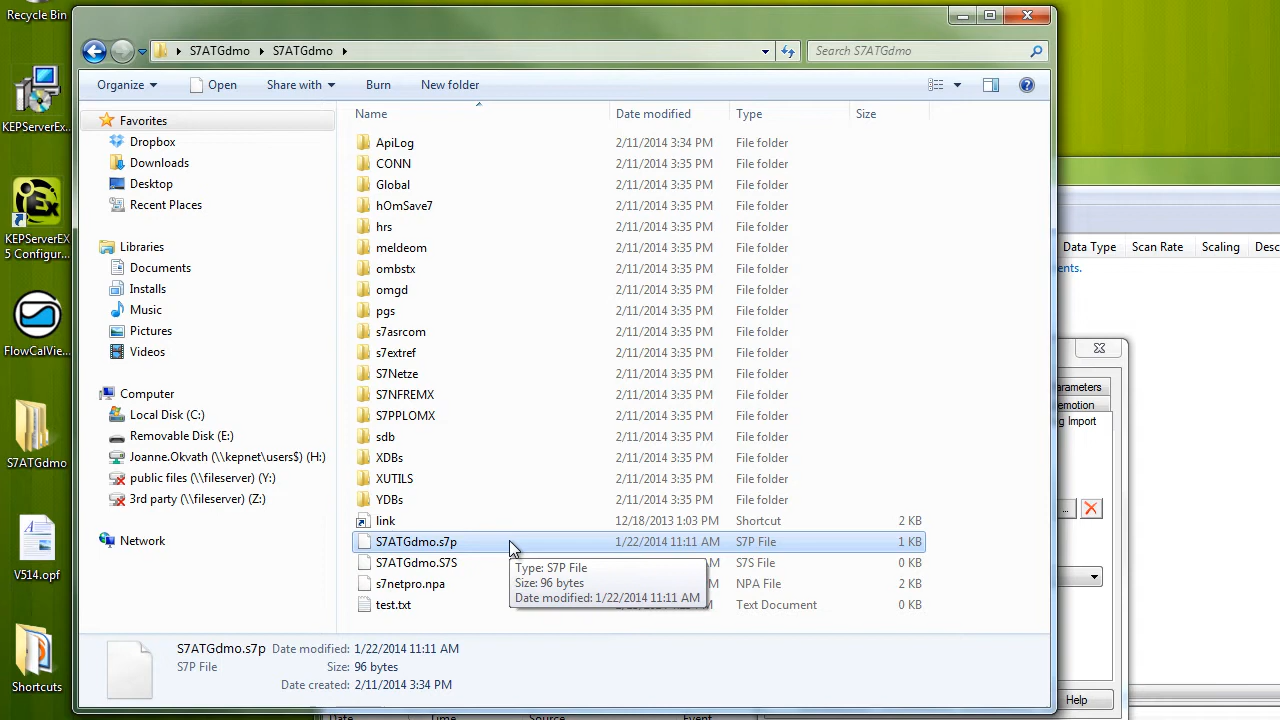 Recycle Bin
KEPServerEx...
KEPServerEX
5 Configur...
FlowCalVie...
S7ATGdmo
V514.opf
Shortcuts
S7ATGdmo S7ATGdmo
Search S7ATGdmo
Organize Open Share with Burn New folder
Favorites
Dropbox
Downloads
Desktop
Recent Places
Libraries
Documents
Installs
Music
Pictures
Videos
Computer
Local Disk (C:)
Removable Disk (E:)
Joanne.Okvath (\\kepnet\users$) (H:)
public files (\\fileserver) (Y:)
3rd party (\\fileserver) (Z:)
Network
Name Date modified Type Size
ApiLog 2/11/2014 3:34 PM File folder
CONN 2/11/2014 3:35 PM File folder
Global 2/11/2014 3:35 PM File folder
hOmSave7 2/11/2014 3:35 PM File folder
hrs 2/11/2014 3:35 PM File folder
meldeom 2/11/2014 3:35 PM File folder
ombstx 2/11/2014 3:35 PM File folder
omgd 2/11/2014 3:35 PM File folder
pgs 2/11/2014 3:35 PM File folder
s7asrcom 2/11/2014 3:35 PM File folder
s7extref 2/11/2014 3:35 PM File folder
S7Netze 2/11/2014 3:35 PM File folder
S7NFREMX 2/11/2014 3:35 PM File folder
S7PPLOMX 2/11/2014 3:35 PM File folder
sdb 2/11/2014 3:35 PM File folder
XDBs 2/11/2014 3:35 PM File folder
XUTILS 2/11/2014 3:35 PM File folder
YDBs 2/11/2014 3:35 PM File folder
link 12/18/2013 1:03 PM Shortcut 2 KB
S7ATGdmo.s7p 1/22/2014 11:11 AM S7P File 1 KB
S7ATGdmo.S7S S7S File 0 KB
s7netpro.npa NPA File 2 KB
test.txt Text Document 0 KB
Type: S7P File
Size: 96 bytes
Date modified: 1/22/2014 11:11 AM
S7ATGdmo.s7p Date modified: 1/22/2014 11:11 AM
S7P File Size: 96 bytes
Date created: 2/11/2014 3:34 PM
Data Type Scan Rate Scaling Desc
ents.
arameters
emotion
g Import
...
Help
Date Time Source Event